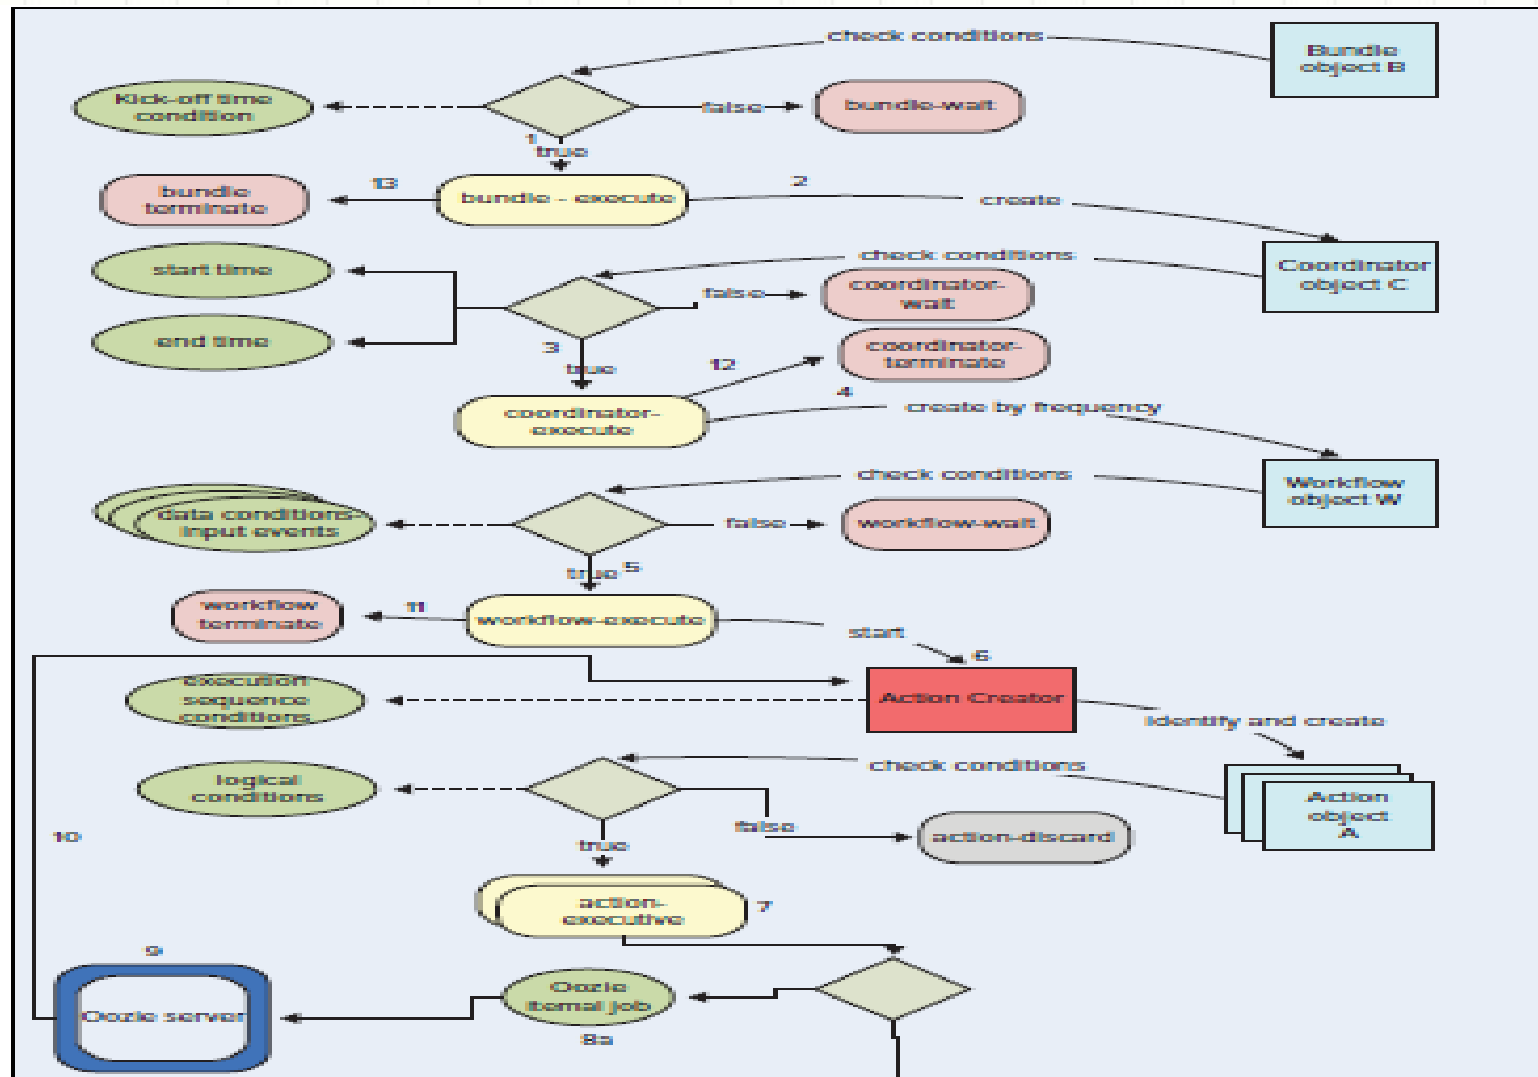 check conditions
Bundle
object B
Kick-off time
condition
false
bundle-wait
1
true
bundle
terminate
13
bundle - execute
2
create
start time
check conditions
Coordinator
object C
false
coordinator-
wait
end time
3
true
12
coordinator-
terminate
4
coordinator-
execute
create by frequency
check conditions
Workflow
object W
data conditions-
input events
false
workflow-wait
true 5
workflow
terminate
11
workflow-execute
start
6
execution
sequence
conditions
Action Creator
identify and create
check conditions
logical
conditions
false
action-discard
Action
object
A
10
true
action-
executive
7
9
Oozie server
Oozie
itemal job
8a